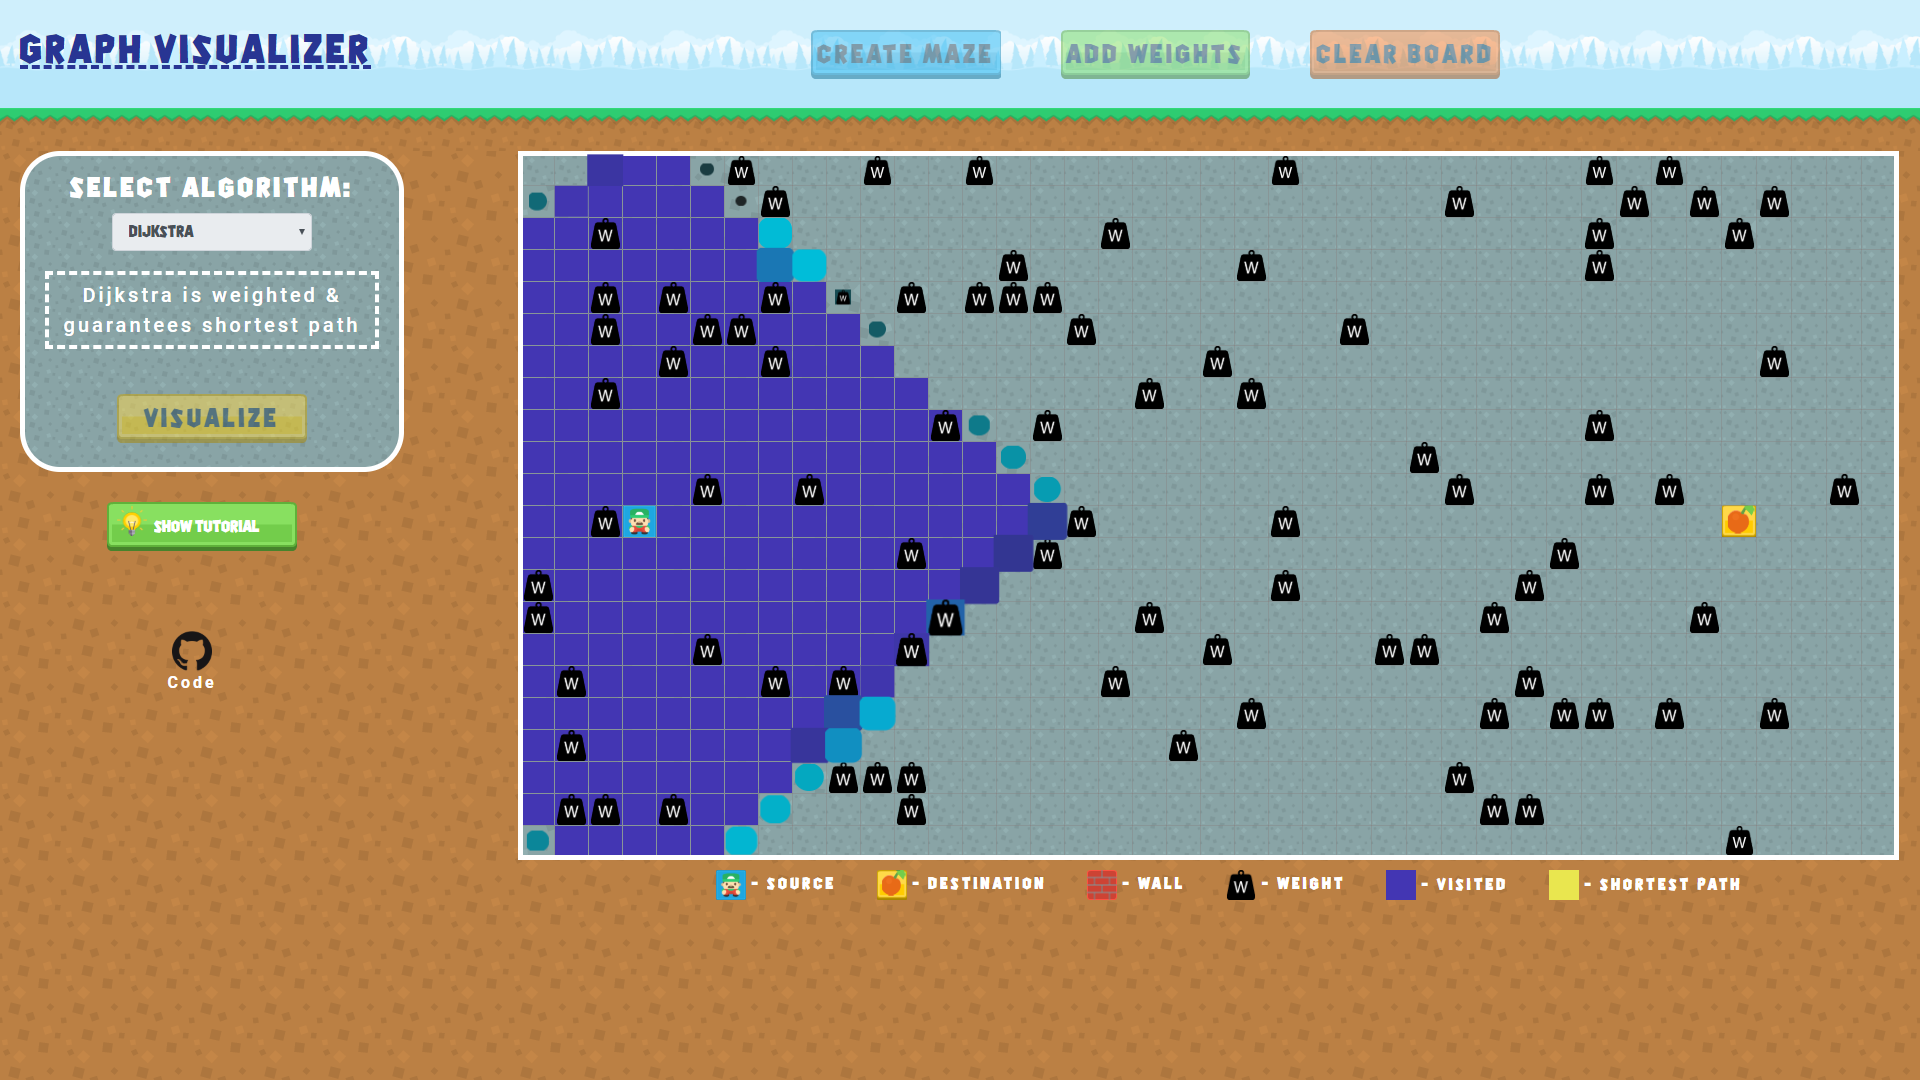 GRAPH VISUALIZER
CREATE MAZE
ADD WEIGHTS
CLEAR BOARD
SELECT ALGORITHM:
DIJKSTRA
Dijkstra is weighted &
guarantees shortest path
VISUALIZE
SHOW TUTORIAL
Code
- SOURCE
- DESTINATION
- WALL
W - WEIGHT
- VISITED
- SHORTEST PATH